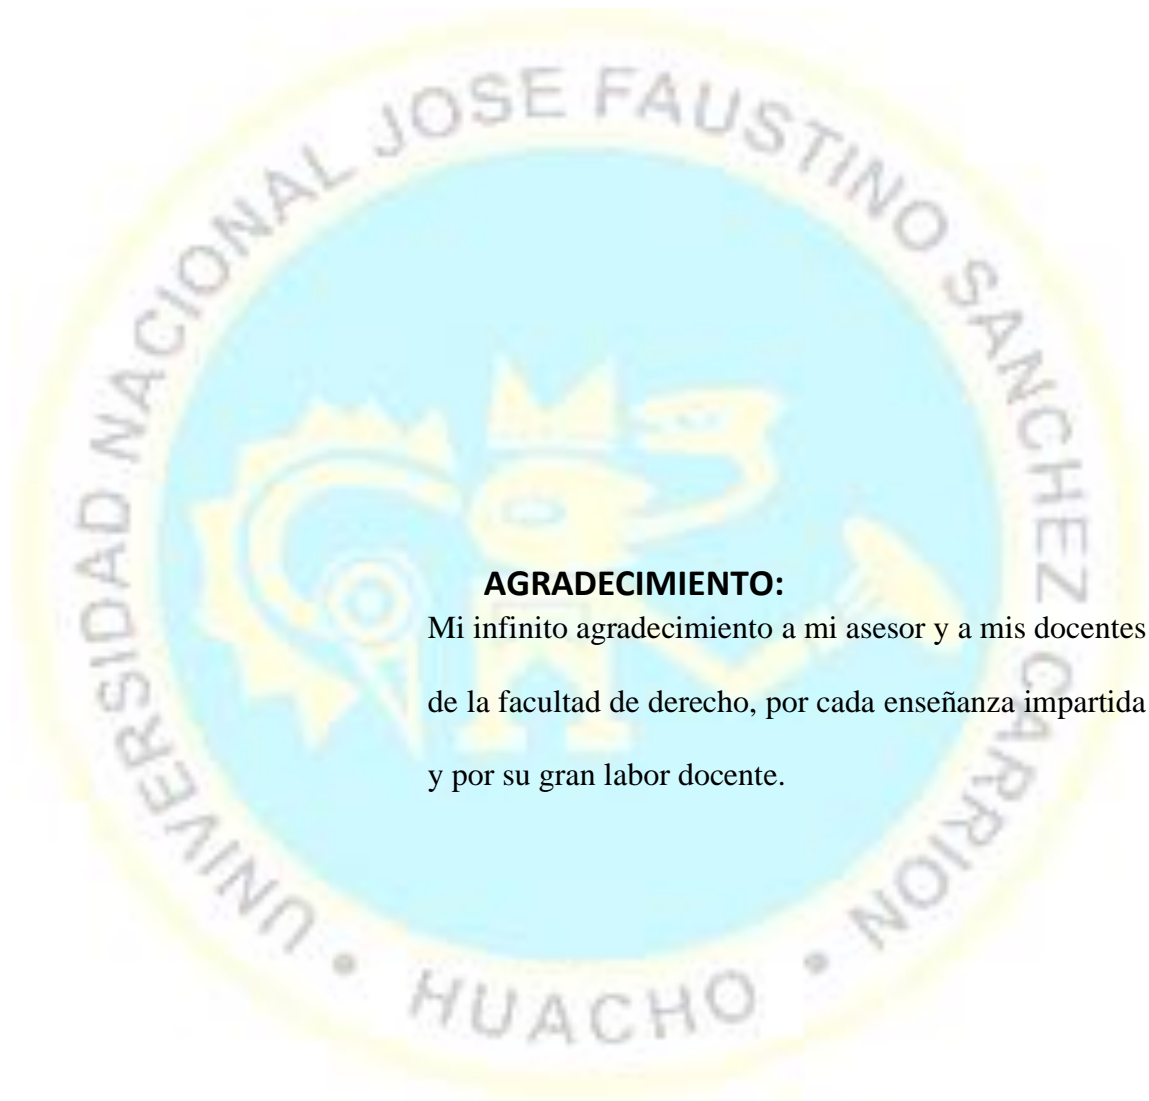 UNIVERSIDAD NACIONAL JOSE FAUSTINO SANCHEZ CARRION
• HUACHO •
AGRADECIMIENTO:
Mi infinito agradecimiento a mi asesor y a mis docentes
de la facultad de derecho, por cada enseñanza impartida
y por su gran labor docente.